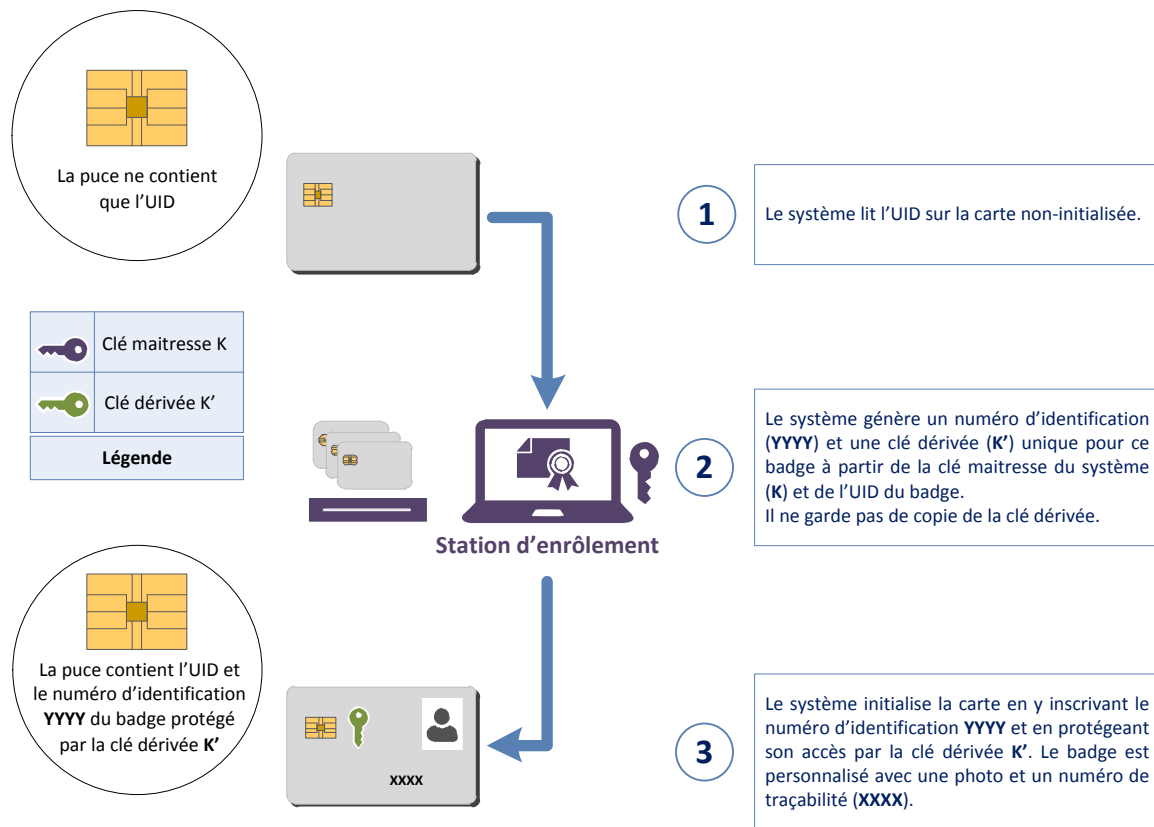 La puce ne contient
que l’UID
1
Le système lit l’UID sur la carte non-initialisée.
Clé maitresse K
Clé dérivée K’
Légende
Station d’enrôlement
2
Le système génère un numéro d’identification
(YYYY) et une clé dérivée (K’) unique pour ce
badge à partir de la clé maitresse du système
(K) et de l’UID du badge.
Il ne garde pas de copie de la clé dérivée.
La puce contient l’UID et
le numéro d’identification
YYYY du badge protégé
par la clé dérivée K’
XXXX
3
Le système initialise la carte en y inscrivant le
numéro d’identification YYYY et en protégeant
son accès par la clé dérivée K’. Le badge est
personnalisé avec une photo et un numéro de
traçabilité (XXXX).